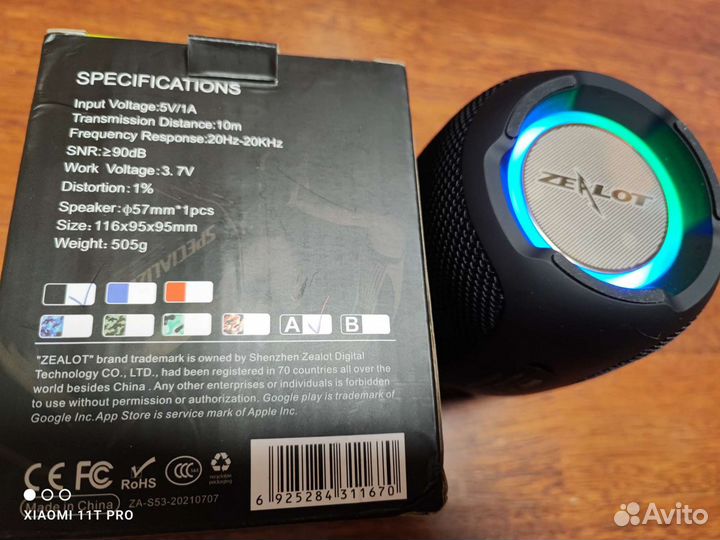 SPECIFICATIONS
Input Voltage:5V/1A
Transmission Distance:10m
Frequency Response:20Hz-20KHz
SNR:≥90dB
Work Voltage:3.7V
Distortion:1%
Speaker:ф57mm*1pcs
Size:116x95x95mm
Weight:505g
A B
"ZEALOT" brand trademark is owned by Shenzhen Zealot Digital
Technology CO., LTD., had been registered in 70 countries all over the
world besides China . Any other enterprises or individuals is forbidden
to use without permission or authorization. Google play is trademark of
Google Inc.App Store is service mark of Apple Inc.
CE FC RoHS CCC recyclable packaging
Made in China ZA-S53-20210707
6 925284 311670
ZEALOT
XIAOMI 11T PRO
Avito